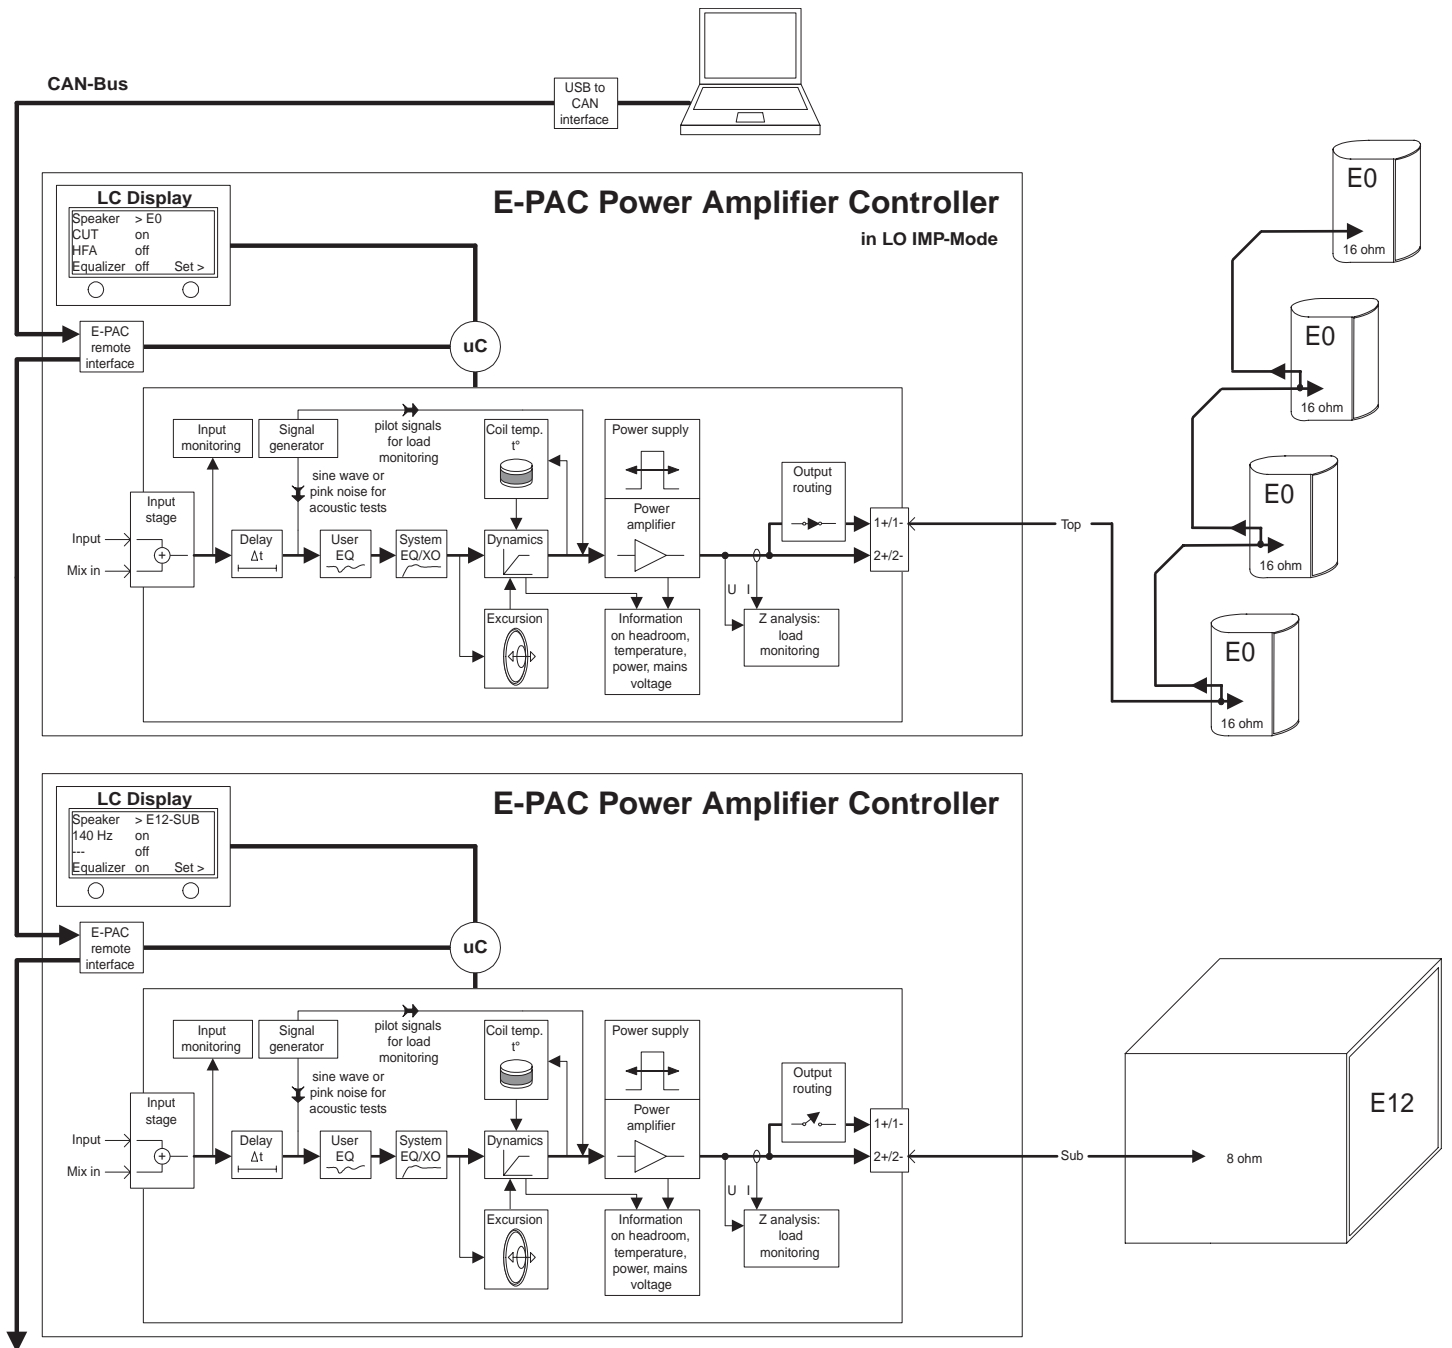 CAN-Bus
USB to
CAN
interface
E-PAC Power Amplifier Controller
in LO IMP-Mode
LC Display
Speaker > E0
CUT on
HFA off
Equalizer off Set >
E-PAC
remote
interface
uC
Input
monitoring
Signal
generator
pilot signals
for load
monitoring
sine wave or
pink noise for
acoustic tests
Coil temp.
t°
Power supply
Power
amplifier
Output
routing
Input
stage
Input
Mix in
Delay
Δt
User
EQ
System
EQ/XO
Dynamics
1+/1-
2+/2-
U I
Excursion
Information
on headroom,
temperature,
power, mains
voltage
Z analysis:
load
monitoring
Top
E0
16 ohm
E0
16 ohm
E0
16 ohm
E0
16 ohm
E-PAC Power Amplifier Controller
LC Display
Speaker > E12-SUB
140 Hz on
--- off
Equalizer on Set >
E-PAC
remote
interface
uC
Input
monitoring
Signal
generator
pilot signals
for load
monitoring
sine wave or
pink noise for
acoustic tests
Coil temp.
t°
Power supply
Power
amplifier
Output
routing
Input
stage
Input
Mix in
Delay
Δt
User
EQ
System
EQ/XO
Dynamics
1+/1-
2+/2-
U I
Excursion
Information
on headroom,
temperature,
power, mains
voltage
Z analysis:
load
monitoring
Sub
8 ohm
E12